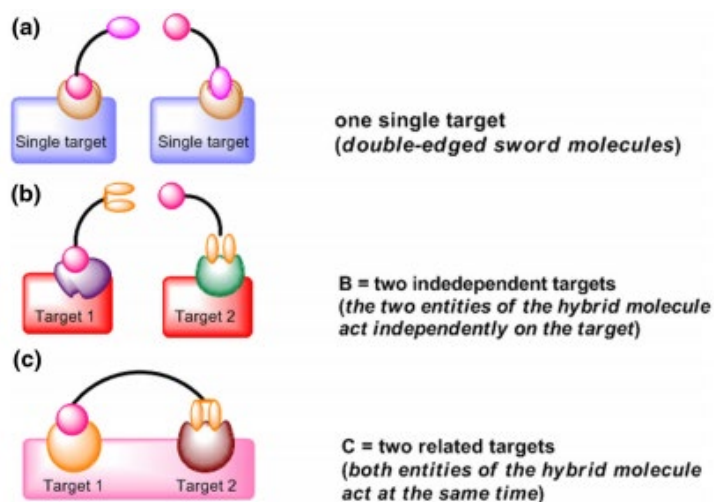 (a)
Single target
Single target
one single target
(double-edged sword molecules)
(b)
Target 1
Target 2
B = two indedependent targets
(the two entities of the hybrid molecule
act independently on the target)
(c)
Target 1
Target 2
C = two related targets
(both entities of the hybrid molecule
act at the same time)